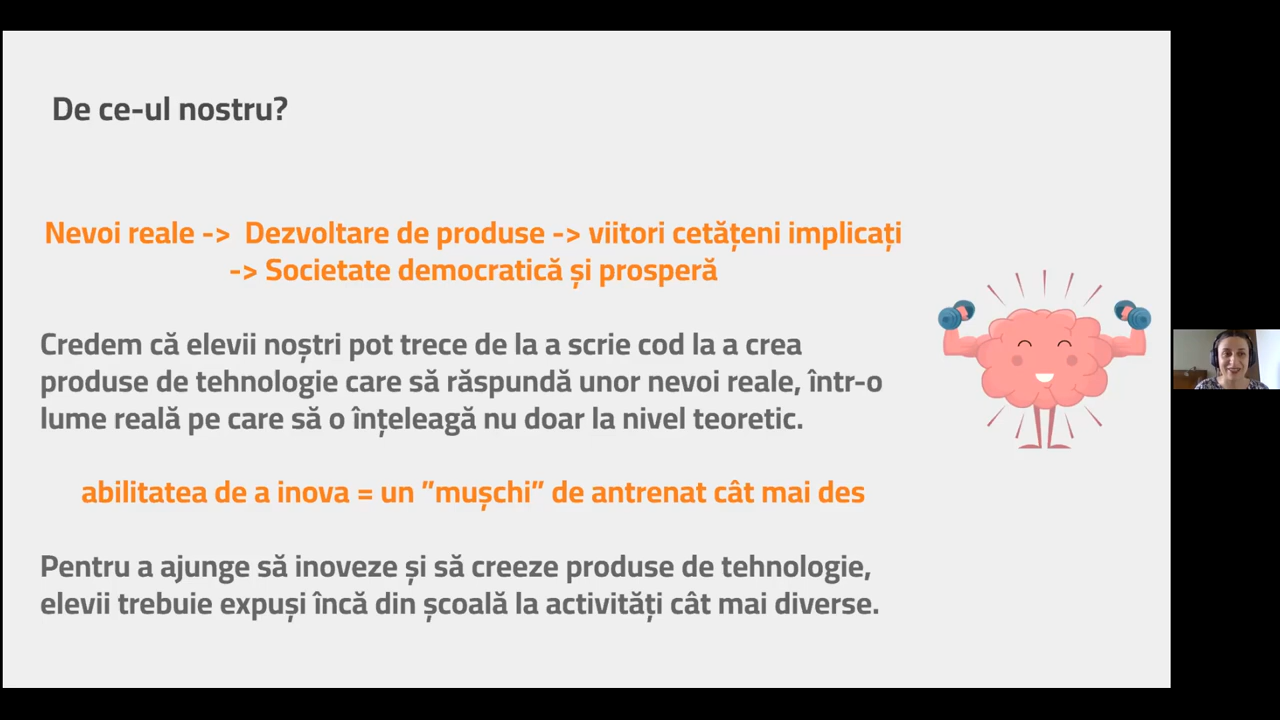 De ce-ul nostru?
Nevoi reale -> Dezvoltare de produse -> viitori cetățeni implicați
-> Societate democratică și prosperă
Credem că elevii noștri pot trece de la a scrie cod la a crea
produse de tehnologie care să răspundă unor nevoi reale, într-o
lume reală pe care să o înțeleagă nu doar la nivel teoretic.
abilitatea de a inova = un ”mușchi” de antrenat cât mai des
Pentru a ajunge să inoveze și să creeze produse de tehnologie,
elevii trebuie expuși încă din școală la activități cât mai diverse.